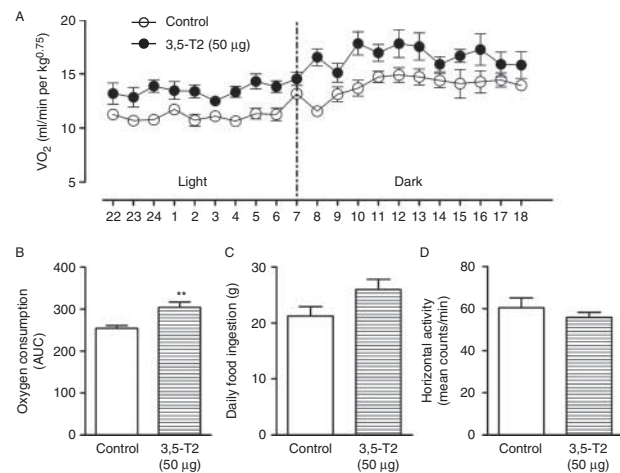 A
Control
3,5-T2 (50 µg)
20
15
10
5
VO2 (ml/min per kg0.75)
Light
Dark
22 23 24 1 2 3 4 5 6 7 8 9 10 11 12 13 14 15 16 17 18
B
400
300
200
100
0
Oxygen consumption
(AUC)
**
Control
3,5-T2
(50 µg)
C
30
20
10
0
Daily food ingestion (g)
Control
3,5-T2
(50 µg)
D
80
60
40
20
0
Horizontal activity
(mean counts/min)
Control
3,5-T2
(50 µg)